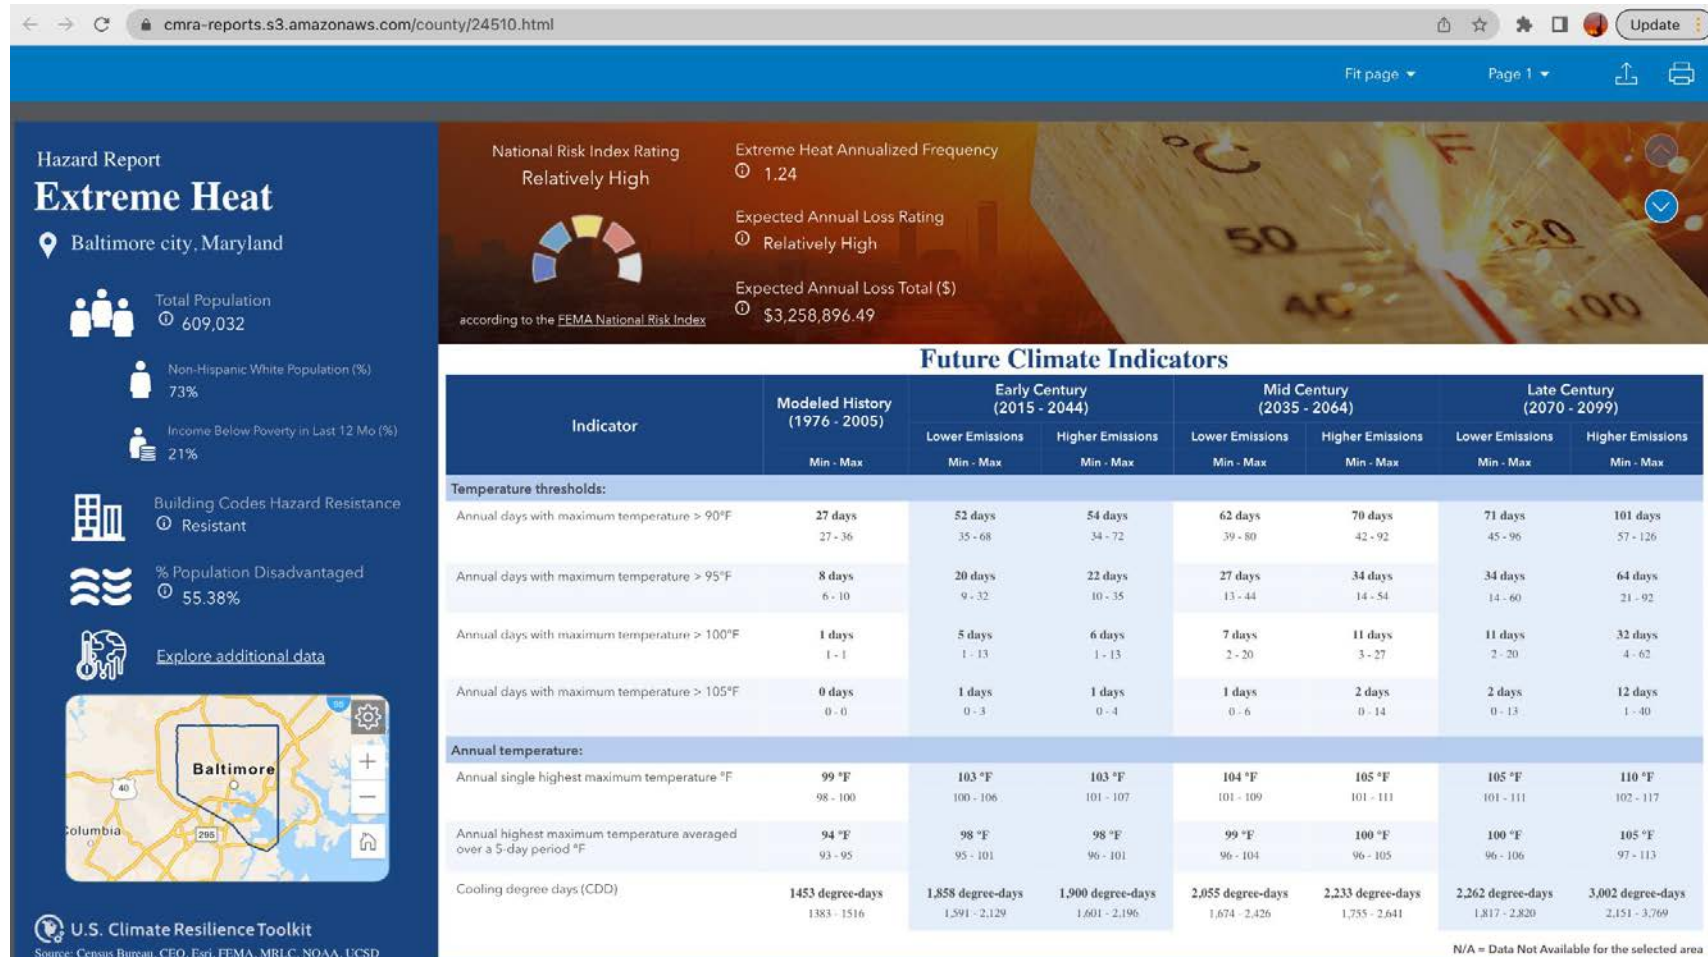 cmra-reports.s3.amazonaws.com/county/24510.html
Update
Fit page
Page 1
Hazard Report
Extreme Heat
Baltimore city, Maryland
Total Population
609,032
Non-Hispanic White Population (%)
73%
Income Below Poverty in Last 12 Mo (%)
21%
Building Codes Hazard Resistance
Resistant
% Population Disadvantaged
55.38%
Explore additional data
Baltimore
40
Columbia
295
95
U.S. Climate Resilience Toolkit
Source: Census Bureau, CEQ, Esri, FEMA, MRLC, NOAA, UCSD
National Risk Index Rating
Relatively High
according to the FEMA National Risk Index
Extreme Heat Annualized Frequency
1.24
Expected Annual Loss Rating
Relatively High
Expected Annual Loss Total ($)
$3,258,896.49
°C
F
50
40
120
100
Future Climate Indicators
Indicator
Modeled History (1976 - 2005)
Early Century (2015 - 2044)
Mid Century (2035 - 2064)
Late Century (2070 - 2099)
Lower Emissions Higher Emissions Lower Emissions Higher Emissions Lower Emissions Higher Emissions
Min - Max Min - Max Min - Max Min - Max Min - Max Min - Max Min - Max
Temperature thresholds:
Annual days with maximum temperature > 90°F 27 days 52 days 54 days 62 days 70 days 71 days 101 days
27 - 36 35 - 68 34 - 72 39 - 80 42 - 92 45 - 96 57 - 126
Annual days with maximum temperature > 95°F 8 days 20 days 22 days 27 days 34 days 34 days 64 days
6 - 10 9 - 32 10 - 35 13 - 44 14 - 54 14 - 60 21 - 92
Annual days with maximum temperature > 100°F 1 days 5 days 6 days 7 days 11 days 11 days 32 days
1 - 1 1 - 13 1 - 13 2 - 20 3 - 27 2 - 20 4 - 62
Annual days with maximum temperature > 105°F 0 days 1 days 1 days 1 days 2 days 2 days 12 days
0 - 0 0 - 3 0 - 4 0 - 6 0 - 14 0 - 13 1 - 40
Annual temperature:
Annual single highest maximum temperature °F 99 °F 103 °F 103 °F 104 °F 105 °F 105 °F 110 °F
98 - 100 100 - 106 101 - 107 101 - 109 101 - 111 101 - 111 102 - 117
Annual highest maximum temperature averaged over a 5-day period °F 94 °F 98 °F 98 °F 99 °F 100 °F 100 °F 105 °F
93 - 95 95 - 101 96 - 101 96 - 104 96 - 105 96 - 106 97 - 113
Cooling degree days (CDD) 1453 degree-days 1,858 degree-days 1,900 degree-days 2,055 degree-days 2,233 degree-days 2,262 degree-days 3,002 degree-days
1383 - 1516 1,591 - 2,129 1,601 - 2,196 1,674 - 2,426 1,755 - 2,641 1,817 - 2,820 2,151 - 3,769
N/A = Data Not Available for the selected area